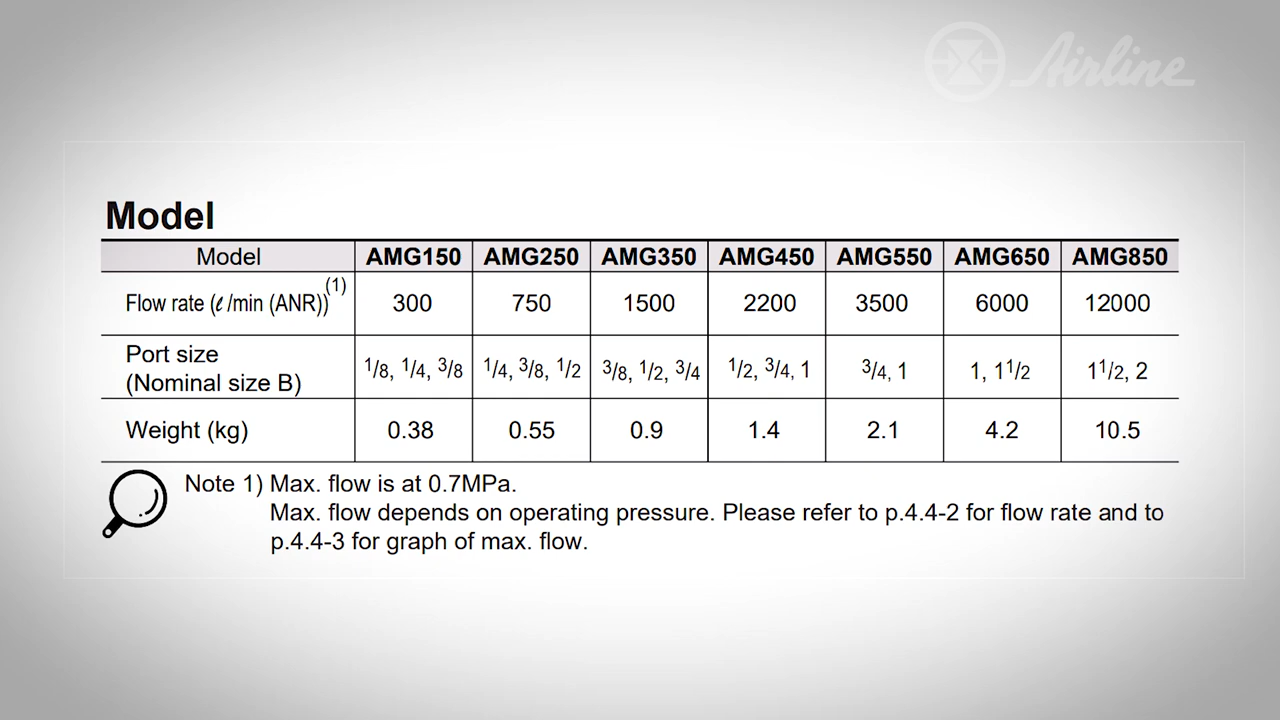 Airline
Model
Model AMG150 AMG250 AMG350 AMG450 AMG550 AMG650 AMG850
Flow rate (ℓ/min (ANR))(1) 300 750 1500 2200 3500 6000 12000
Port size
(Nominal size B) 1/8, 1/4, 3/8 1/4, 3/8, 1/2 3/8, 1/2, 3/4 1/2, 3/4, 1 3/4, 1 1, 11/2 11/2, 2
Weight (kg) 0.38 0.55 0.9 1.4 2.1 4.2 10.5
Note 1) Max. flow is at 0.7MPa.
Max. flow depends on operating pressure. Please refer to p.4.4-2 for flow rate and to
p.4.4-3 for graph of max. flow.